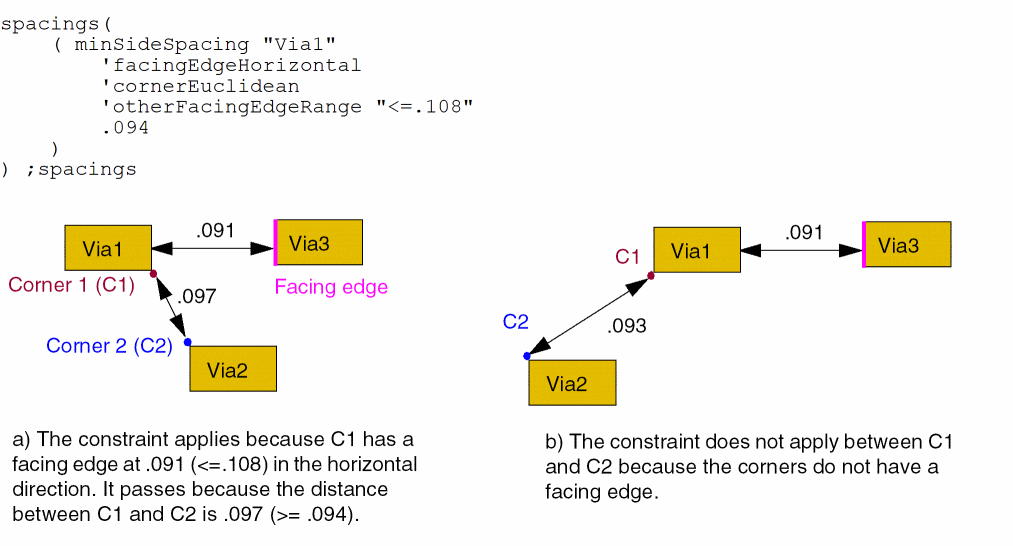 spacings(
( minSideSpacing "Via1"
'facingEdgeHorizontal
'cornerEuclidean
'otherFacingEdgeRange "<=.108"
.094
)
) ;spacings
Via1
.091
Via3
Corner 1 (C1)
Facing edge
.097
Corner 2 (C2)
Via2
a) The constraint applies because C1 has a
facing edge at .091 (<=.108) in the horizontal
direction. It passes because the distance
between C1 and C2 is .097 (>= .094).
C1
Via1
.091
Via3
C2
.093
Via2
b) The constraint does not apply between C1
and C2 because the corners do not have a
facing edge.